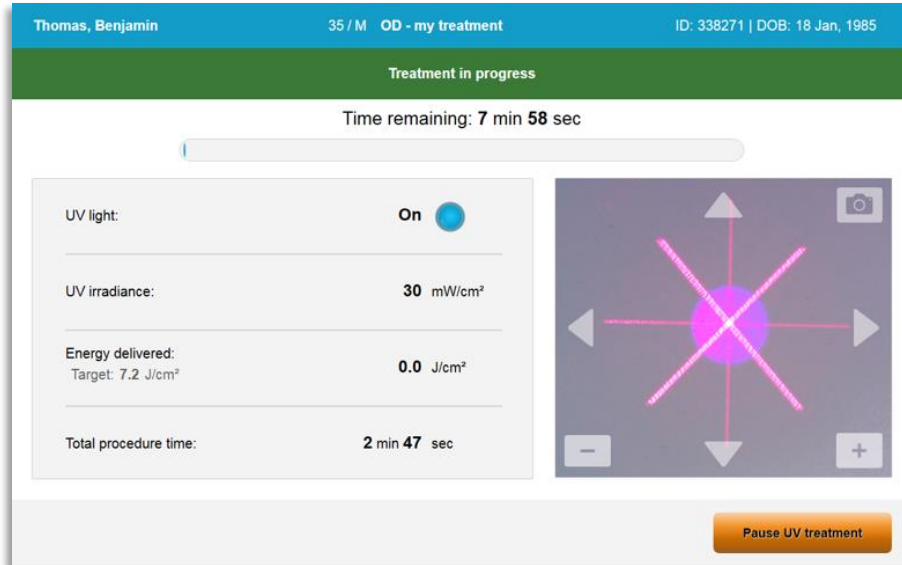 Thomas, Benjamin 35 / M OD - my treatment ID: 338271 | DOB: 18 Jan, 1985
Treatment in progress
Time remaining: 7 min 58 sec
UV light: On
UV irradiance: 30 mW/cm²
Energy delivered:
Target: 7.2 J/cm²
0.0 J/cm²
Total procedure time: 2 min 47 sec
Pause UV treatment